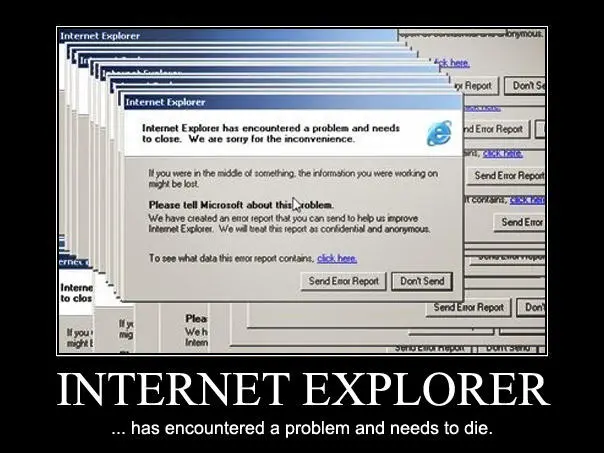 Internet Explorer
onymous.
click here.
or Report
Don't Se
Internet Explorer
Internet Explorer has encountered a problem and needs
to close. We are sorry for the inconvenience.
nd Error Report
click here.
Send Error Report
If you were in the middle of something, the information you were working on
might be lost.
Please tell Microsoft about this problem.
We have created an error report that you can send to help us improve
Internet Explorer. We will treat this report as confidential and anonymous.
t contains, click
Send Error
To see what data this error report contains, click here.
Send Error Report
Don't Send
Interne
to clos
Send Error Report
Don'
If you
might b
If yo
mig
Plea
We h
Intern
Send Error Report
Don't Send
INTERNET EXPLORER
... has encountered a problem and needs to die.